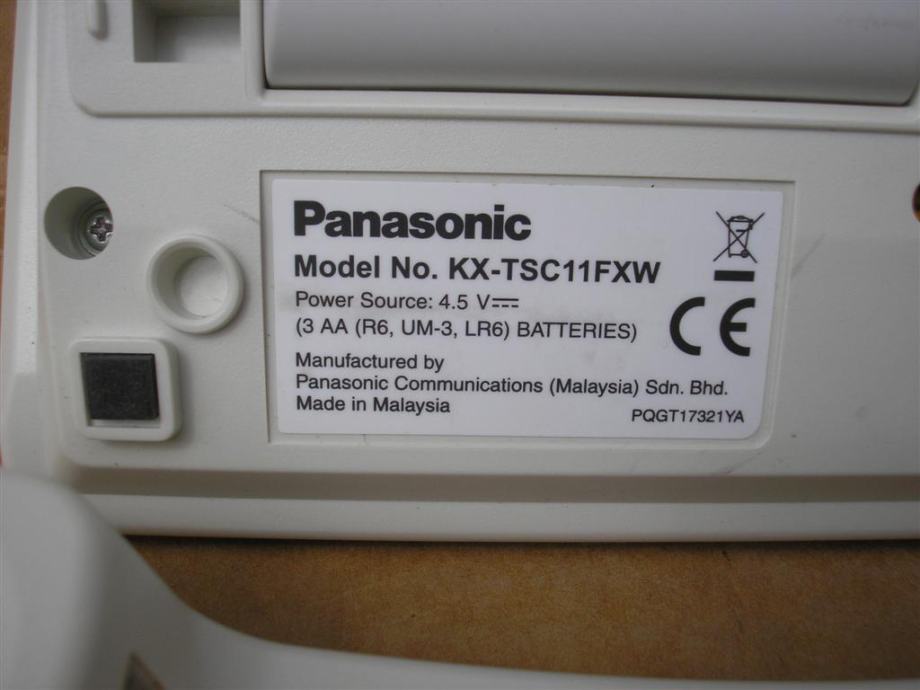 Panasonic
Model No. KX-TSC11FXW
Power Source: 4.5 V⎓
(3 AA (R6, UM-3, LR6) BATTERIES)
Manufactured by
Panasonic Communications (Malaysia) Sdn. Bhd.
Made in Malaysia
PQGT17321YA
CE